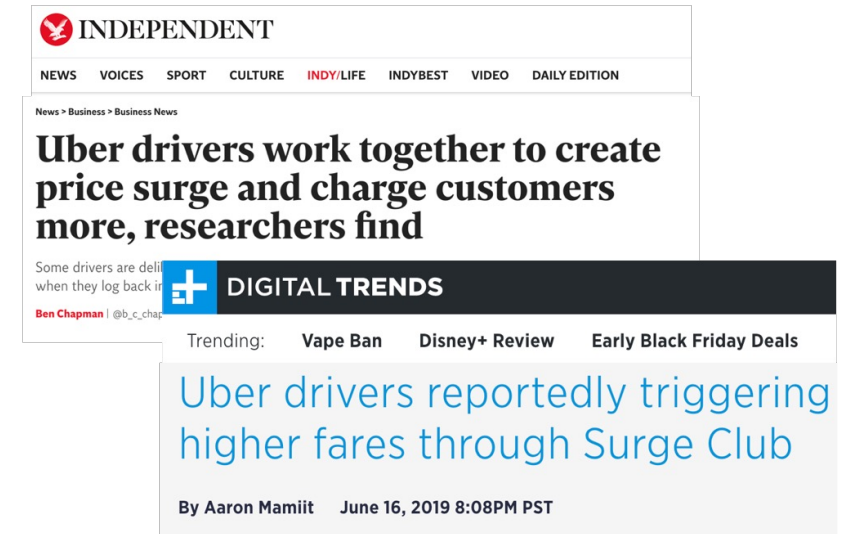 INDEPENDENT
NEWS VOICES SPORT CULTURE INDY/LIFE INDYBEST VIDEO DAILY EDITION
News > Business > Business News
Uber drivers work together to create
price surge and charge customers
more, researchers find
Some drivers are
when they log back
Ben Chapman | @b_c_chap
DIGITAL TRENDS
Trending: Vape Ban Disney+ Review Early Black Friday Deals
Uber drivers reportedly triggering
higher fares through Surge Club
By Aaron Mamiit June 16, 2019 8:08PM PST